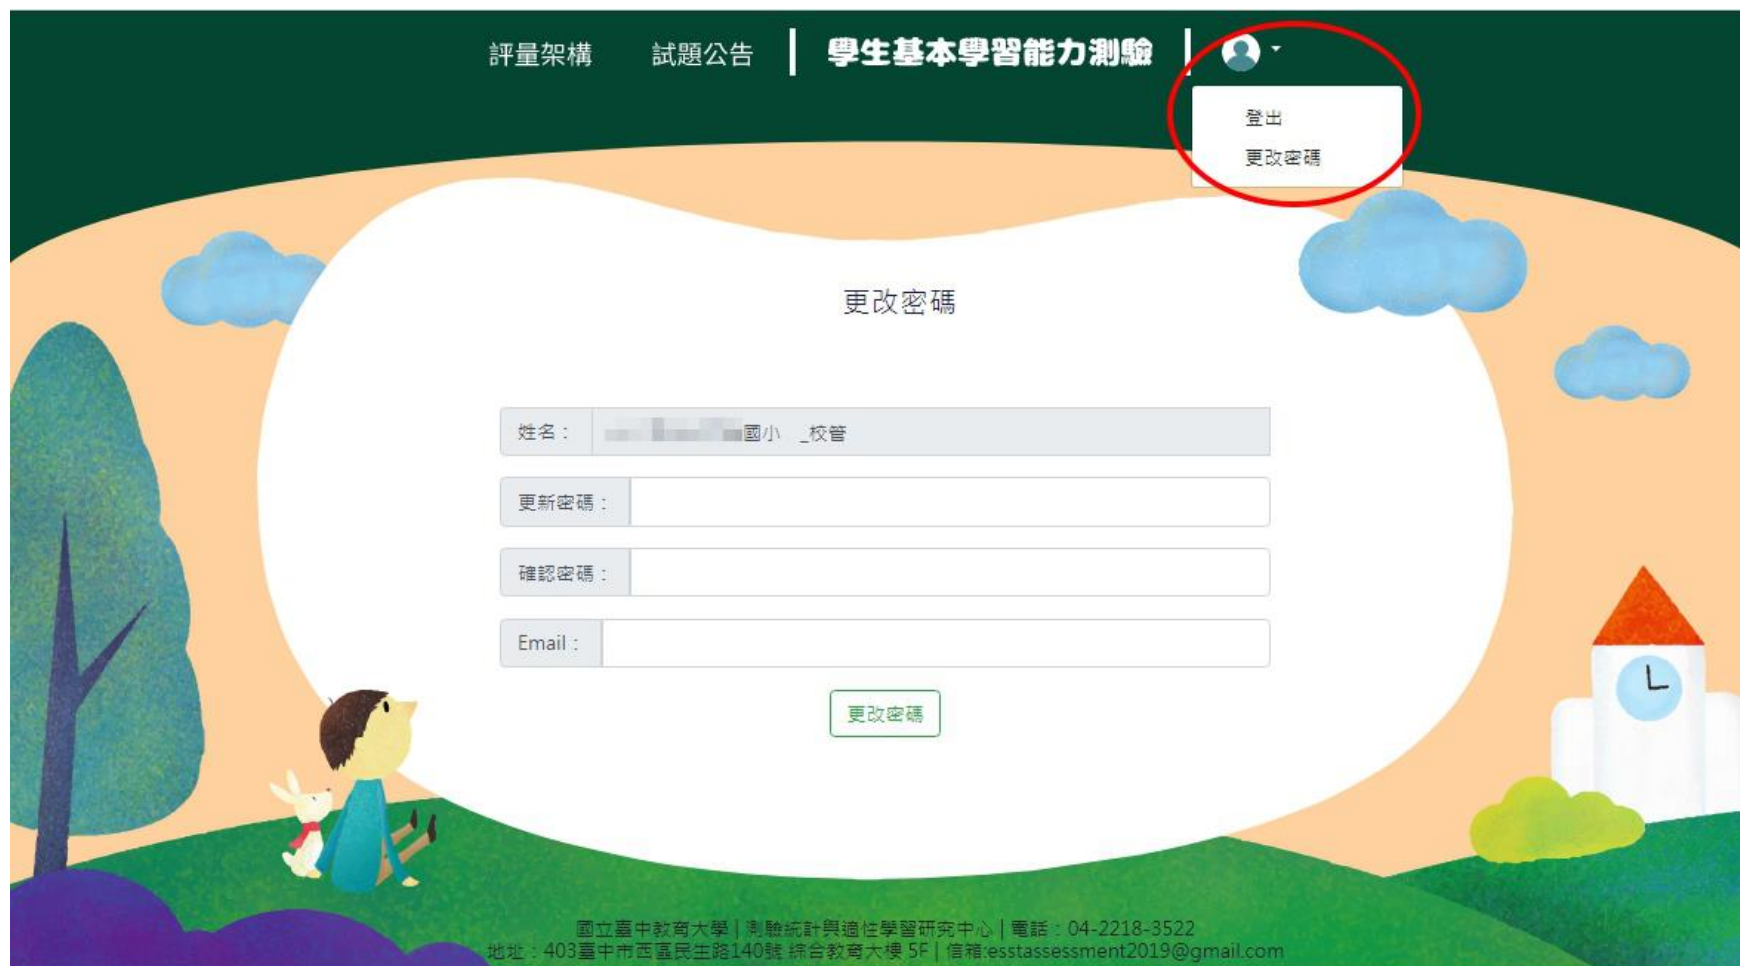 評量架構 試題公告 學生基本學習能力測驗
登出
更改密碼
更改密碼
姓名： 國小 _校管
更新密碼：
確認密碼：
Email：
更改密碼
國立臺中教育大學 | 測驗統計與適性學習研究中心 | 電話：04-2218-3522
地址：403臺中市西區民生路140號 綜合教育大樓 5F | 信箱:esstassessment2019@gmail.com